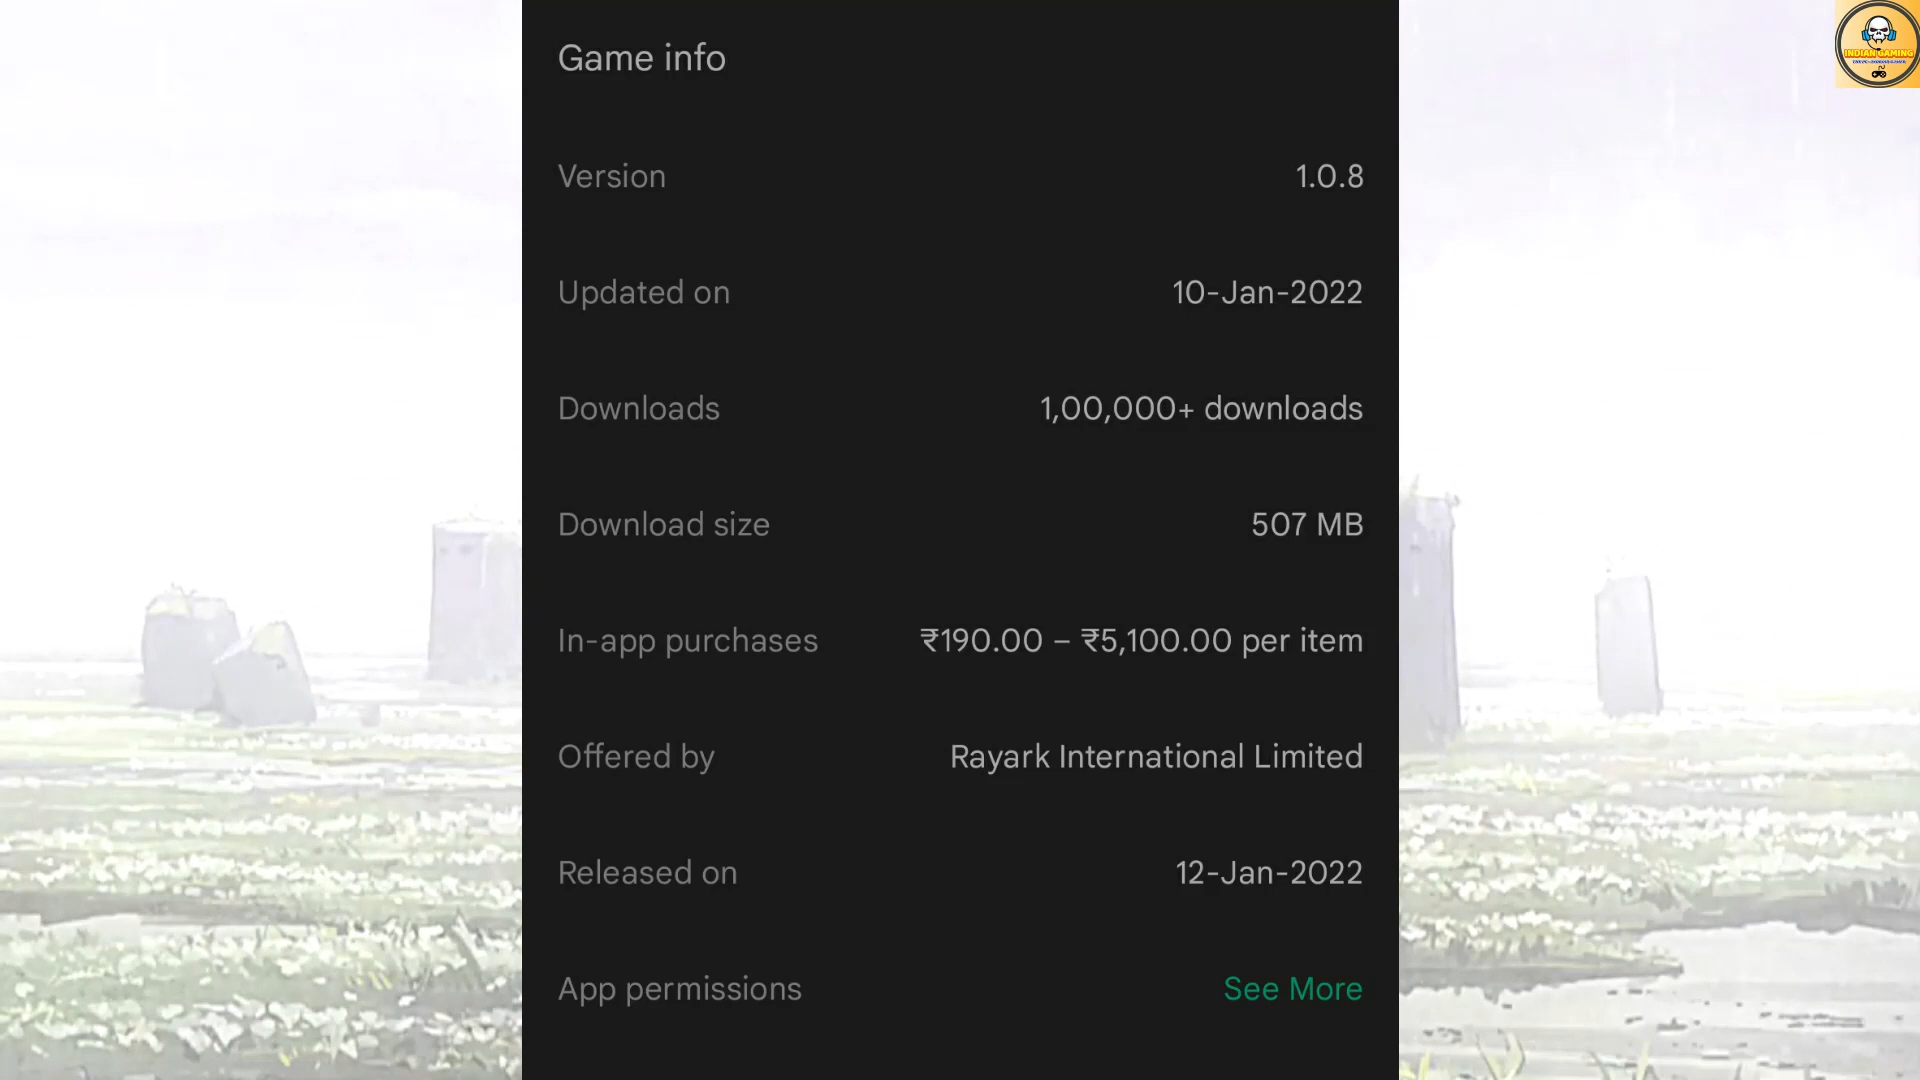 Game info
Version 1.0.8
Updated on 10-Jan-2022
Downloads 1,00,000+ downloads
Download size 507 MB
In-app purchases ₹190.00 – ₹5,100.00 per item
Offered by Rayark International Limited
Released on 12-Jan-2022
App permissions See More
INDIAN GAMING